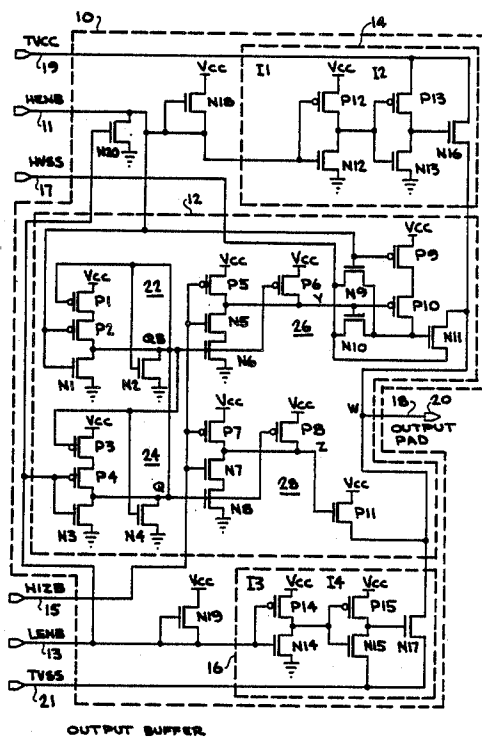 10
14
TVCC
19
I1
VCC
I2
VCC
P12
P13
N18
HENB
11
N20
N12
N13
N16
HVSS
17
12
VCC
22
P1
P2
QB
N1
N2
VCC
P5
N5
N6
VCC
P6
Y
26
N9
N10
VCC
P9
P10
N11
W
18
20
OUTPUT
PAD
VCC
24
P3
P4
Q
N3
N4
VCC
P7
N7
N8
VCC
P8
Z
28
VCC
P11
HIZB
15
LENB
13
TVSS
21
VCC
N19
16
I3
VCC
I4
VCC
P14
P15
N14
N15
N17
OUTPUT BUFFER